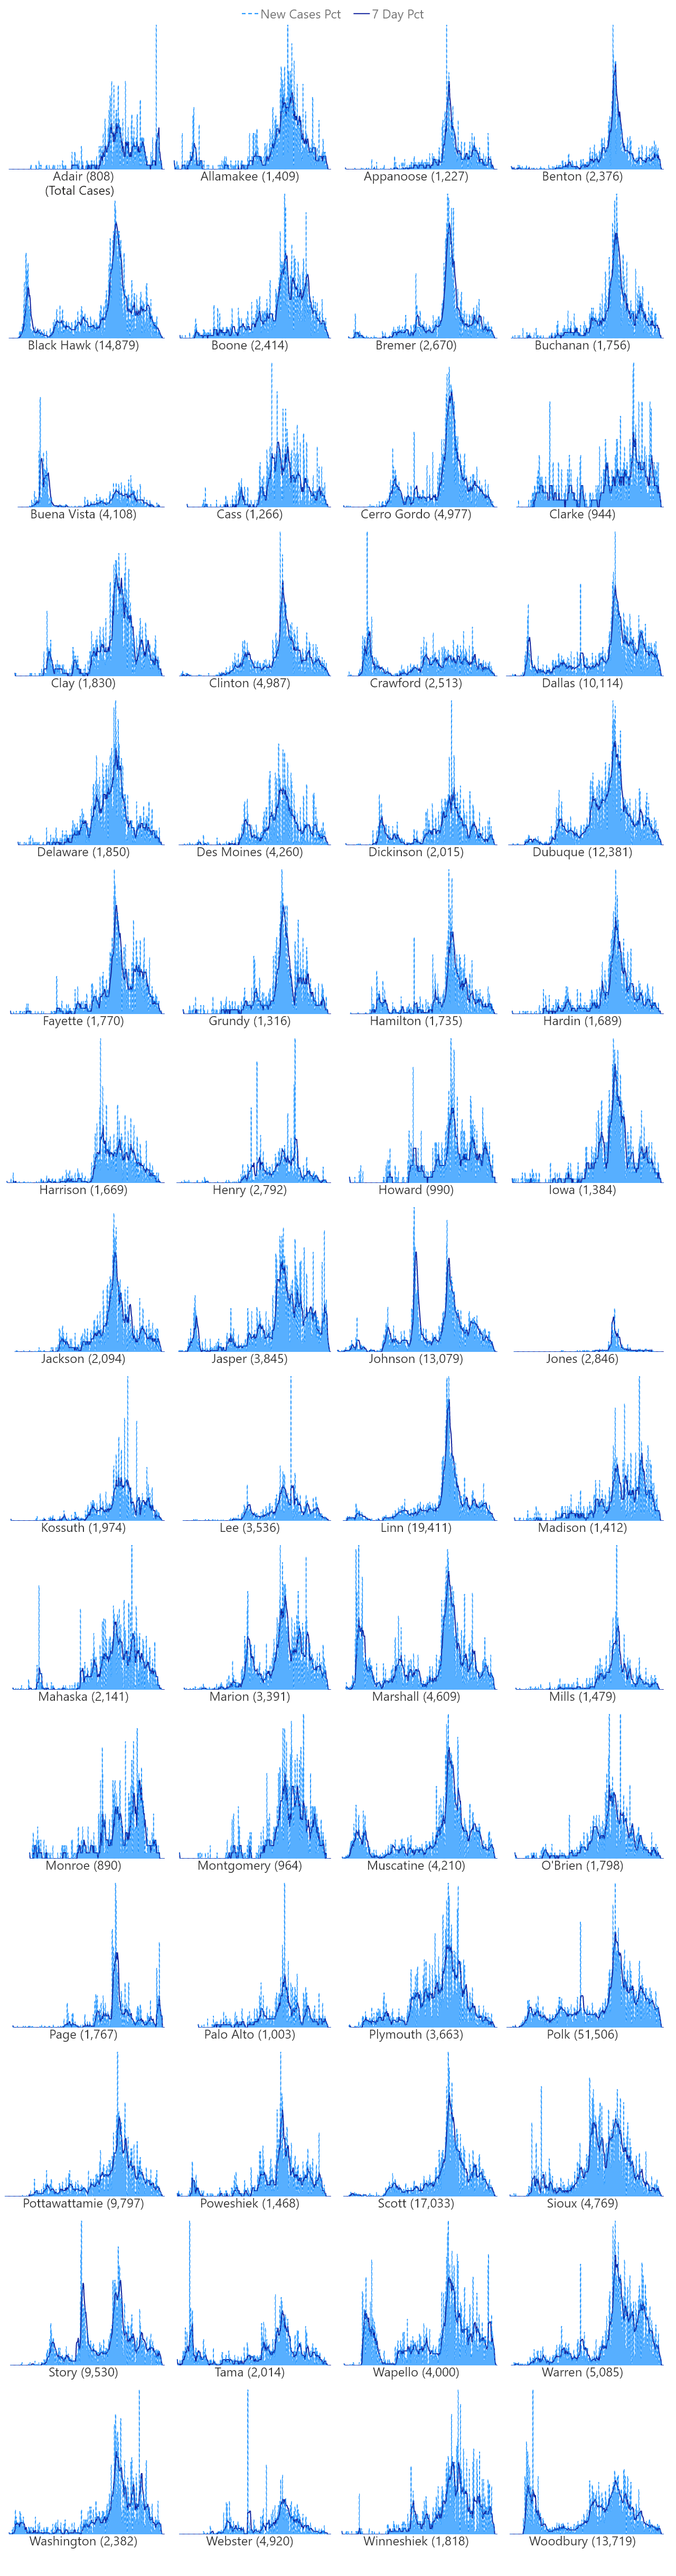 New Cases Pct 7 Day Pct
Adair (808) Allamakee (1,409) Appanoose (1,227) Benton (2,376)
(Total Cases)
Black Hawk (14,879) Boone (2,414) Bremer (2,670) Buchanan (1,756)
Buena Vista (4,108) Cass (1,266) Cerro Gordo (4,977) Clarke (944)
Clay (1,830) Clinton (4,987) Crawford (2,513) Dallas (10,114)
Delaware (1,850) Des Moines (4,260) Dickinson (2,015) Dubuque (12,381)
Fayette (1,770) Grundy (1,316) Hamilton (1,735) Hardin (1,689)
Harrison (1,669) Henry (2,792) Howard (990) Iowa (1,384)
Jackson (2,094) Jasper (3,845) Johnson (13,079) Jones (2,846)
Kossuth (1,974) Lee (3,536) Linn (19,411) Madison (1,412)
Mahaska (2,141) Marion (3,391) Marshall (4,609) Mills (1,479)
Monroe (890) Montgomery (964) Muscatine (4,210) O'Brien (1,798)
Page (1,767) Palo Alto (1,003) Plymouth (3,663) Polk (51,506)
Pottawattamie (9,797) Poweshiek (1,468) Scott (17,033) Sioux (4,769)
Story (9,530) Tama (2,014) Wapello (4,000) Warren (5,085)
Washington (2,382) Webster (4,920) Winneshiek (1,818) Woodbury (13,719)